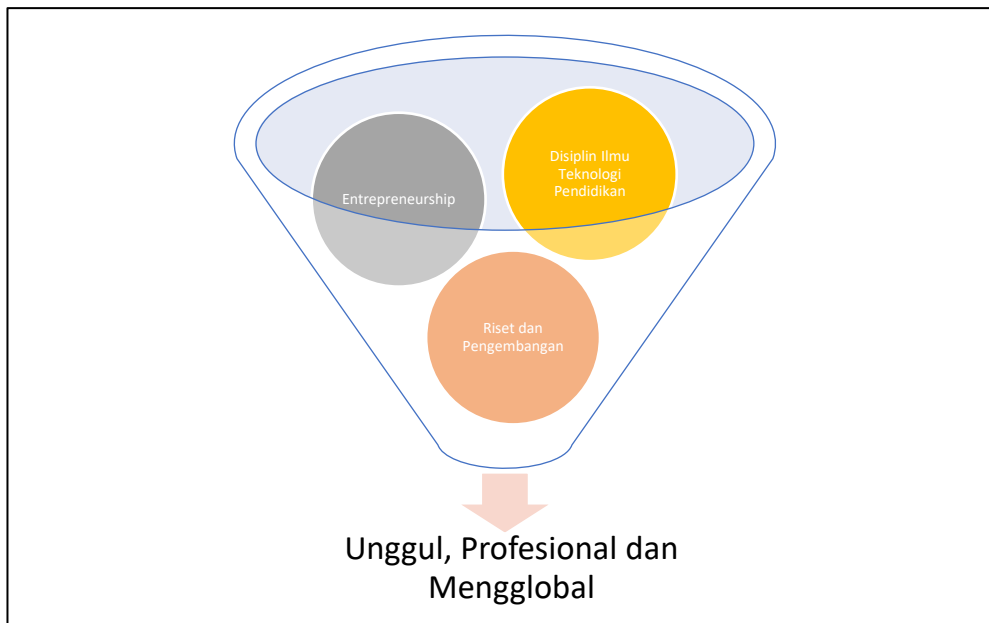 Disiplin Ilmu
Teknologi
Pendidikan
Entrepreneurship
Riset dan
Pengembangan
Unggul, Profesional dan
Mengglobal